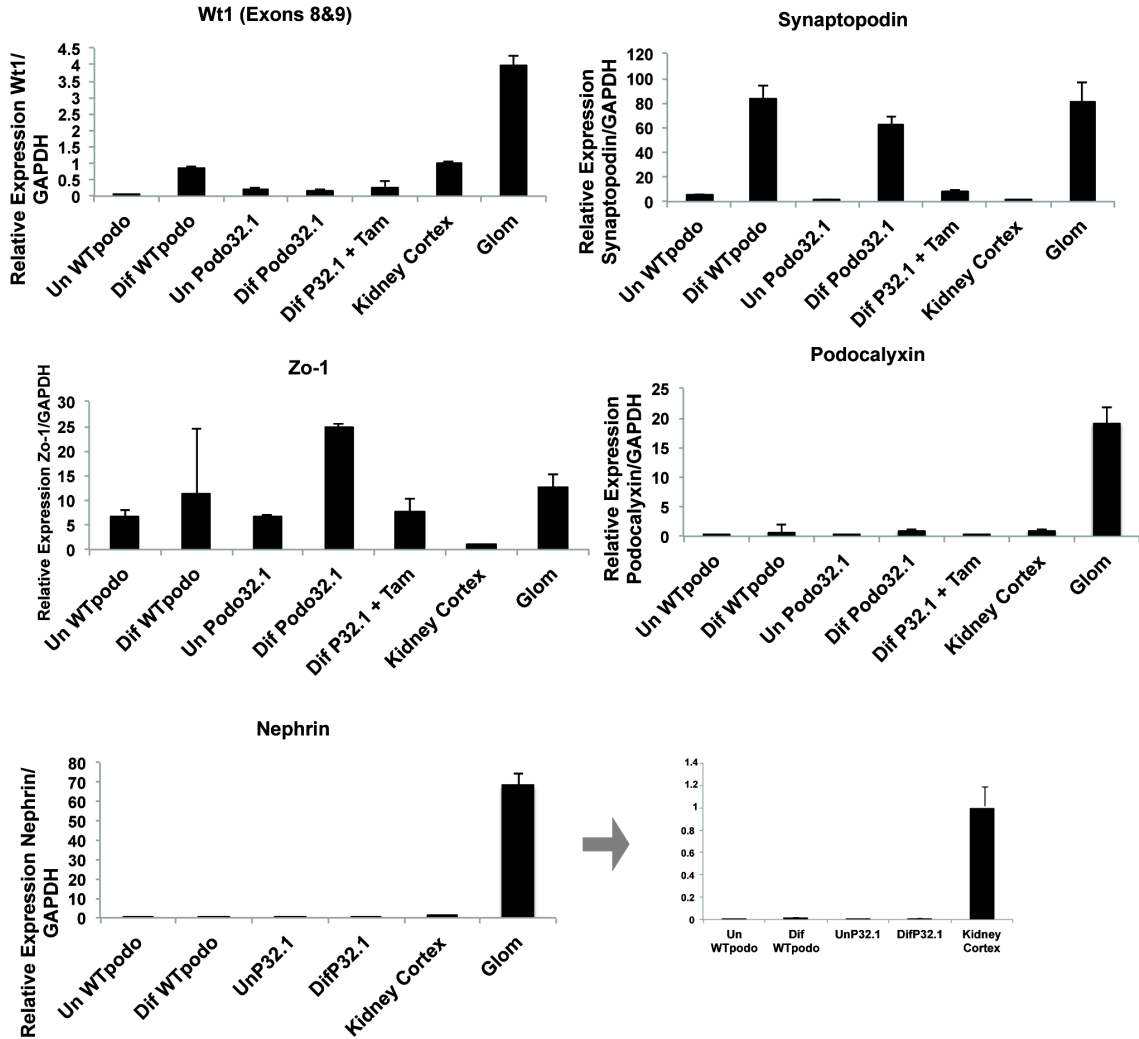 Wt1 (Exons 8&9)
Relative Expression Wt1/
GAPDH
4.5
4
3.5
3
2.5
2
1.5
1
0.5
0
Un WTpodo
Dif WTpodo
Un Podo32.1
Dif Podo32.1
Dif P32.1 + Tam
Kidney Cortex
Glom
Synaptopodin
Relative Expression
Synaptopodin/GAPDH
120
100
80
60
40
20
0
Un WTpodo
Dif WTpodo
Un Podo32.1
Dif Podo32.1
Dif P32.1 + Tam
Kidney Cortex
Glom
Zo-1
Relative Expression Zo-1/GAPDH
30
25
20
15
10
5
0
Un WTpodo
Dif WTpodo
Un Podo32.1
Dif Podo32.1
Dif P32.1 + Tam
Kidney Cortex
Glom
Podocalyxin
Relative Expression
Podocalyxin/GAPDH
25
20
15
10
5
0
Un WTpodo
Dif WTpodo
Un Podo32.1
Dif Podo32.1
Dif P32.1 + Tam
Kidney Cortex
Glom
Nephrin
Relative Expression Nephrin/
GAPDH
80
70
60
50
40
30
20
10
0
Un WTpodo
Dif WTpodo
UnP32.1
DifP32.1
Kidney Cortex
Glom
1.4
1.2
1
0.8
0.6
0.4
0.2
0
Un
WTpodo
Dif
WTpodo
UnP32.1
DifP32.1
Kidney
Cortex